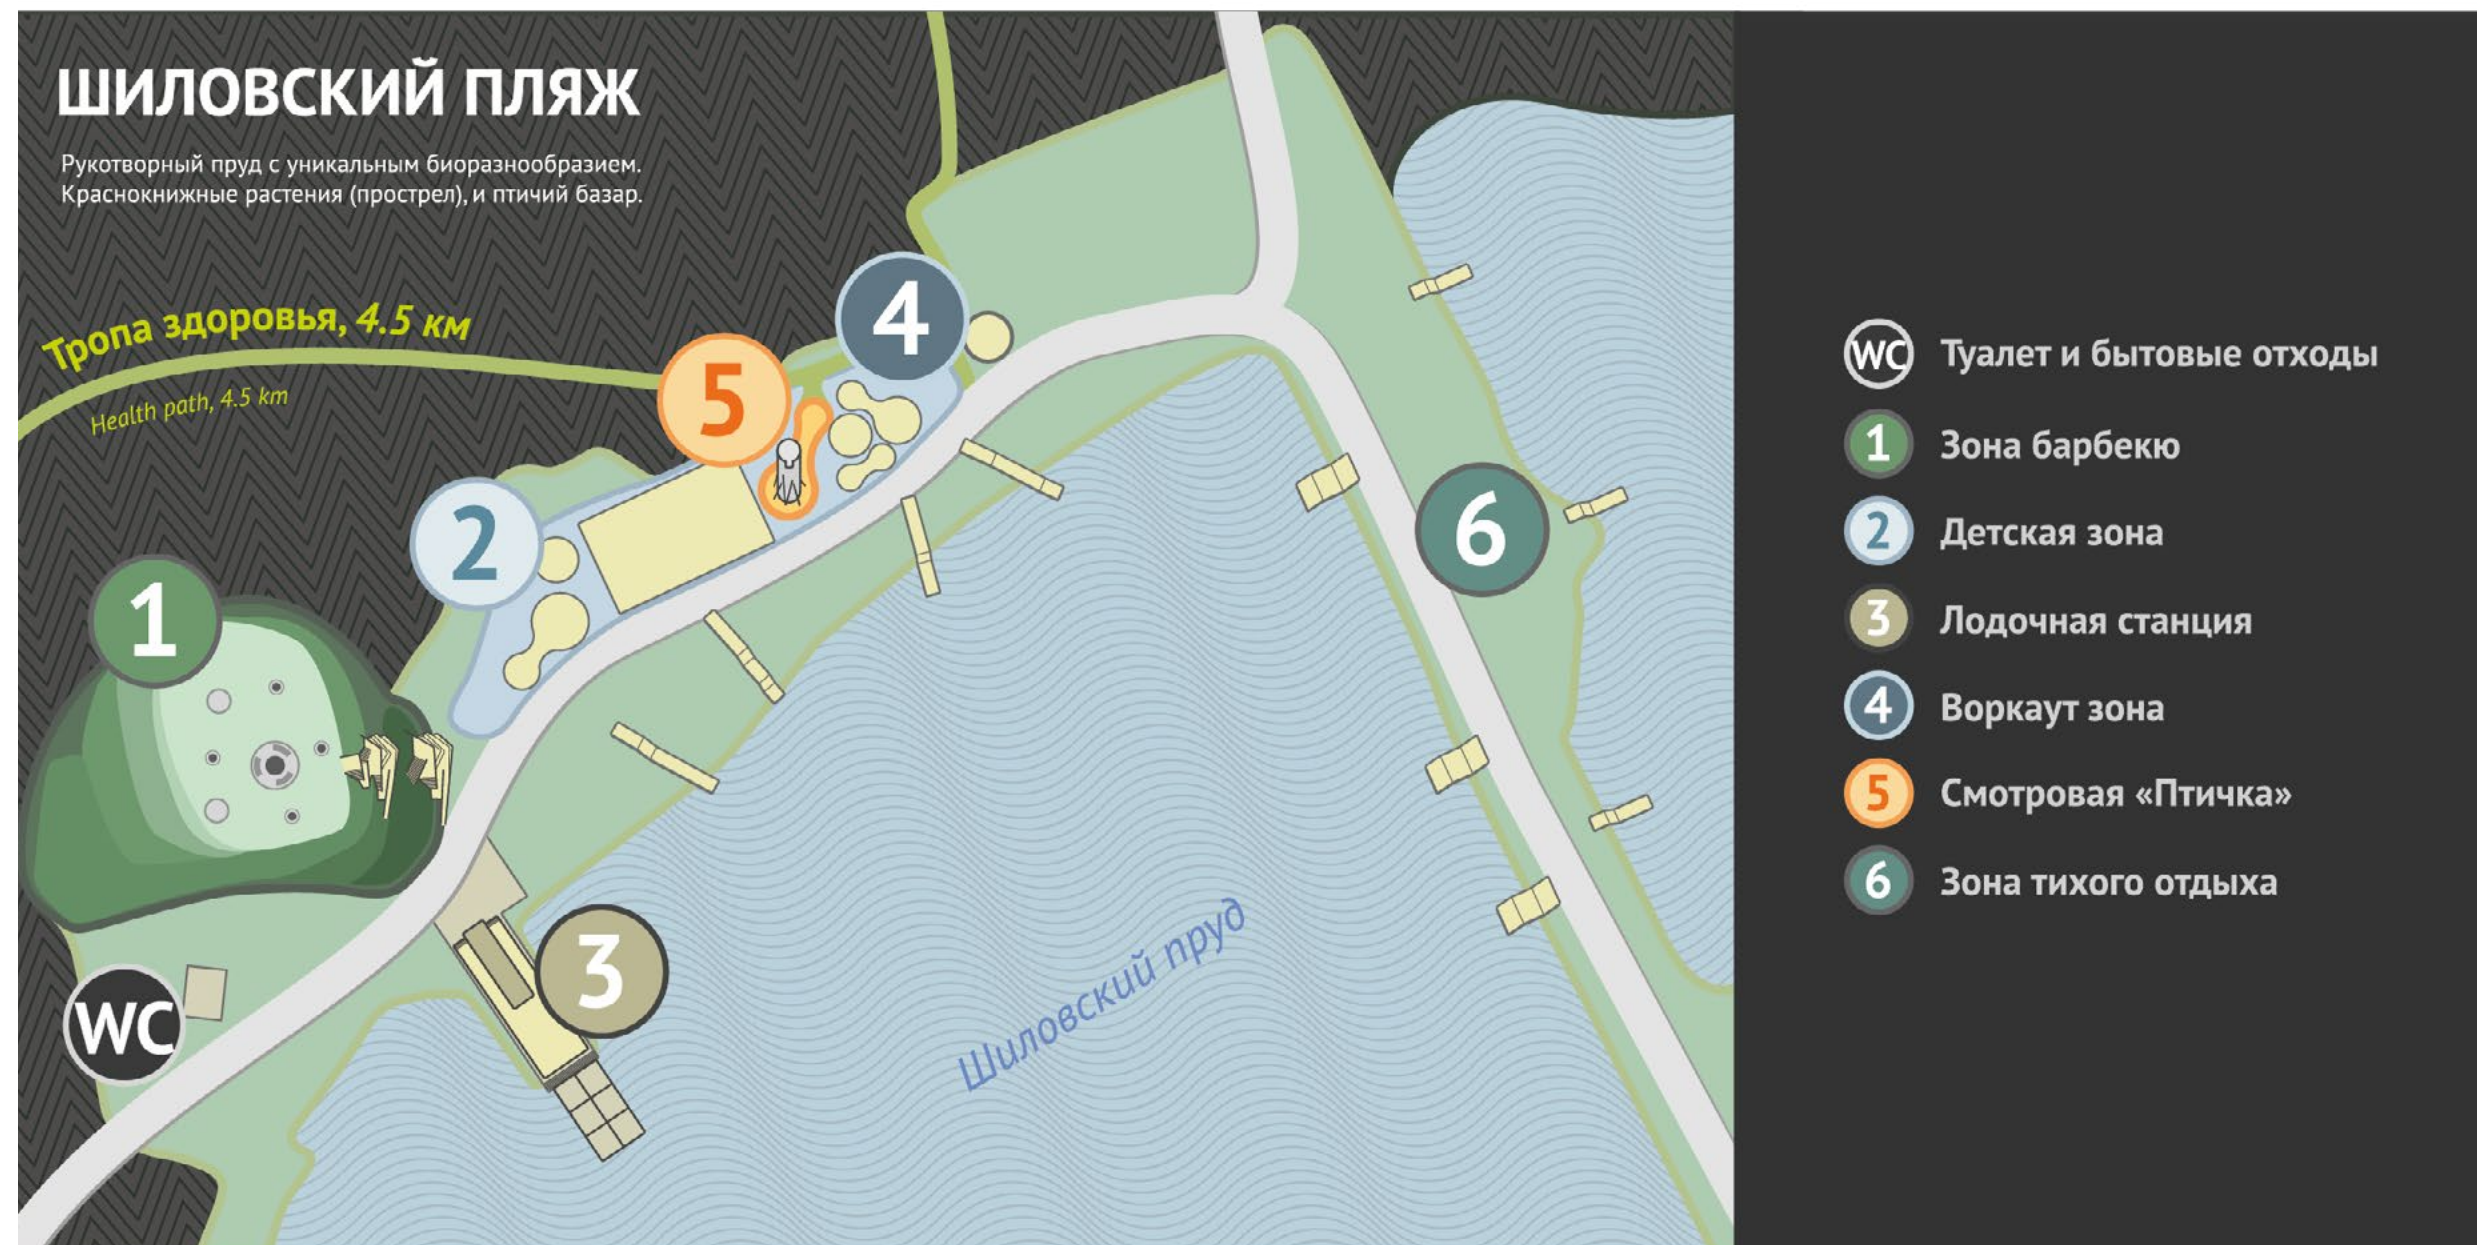 ШИЛОВСКИЙ ПЛЯЖ
Рукотворный пруд с уникальным биоразнообразием.
Краснокнижные растения (прострел), и птичий базар.
Тропа здоровья, 4.5 км
Health path, 4.5 km
4
5
2
1
6
3
WC
Шиловский пруд
WC Туалет и бытовые отходы
1 Зона барбекю
2 Детская зона
3 Лодочная станция
4 Воркаут зона
5 Смотровая «Птичка»
6 Зона тихого отдыха